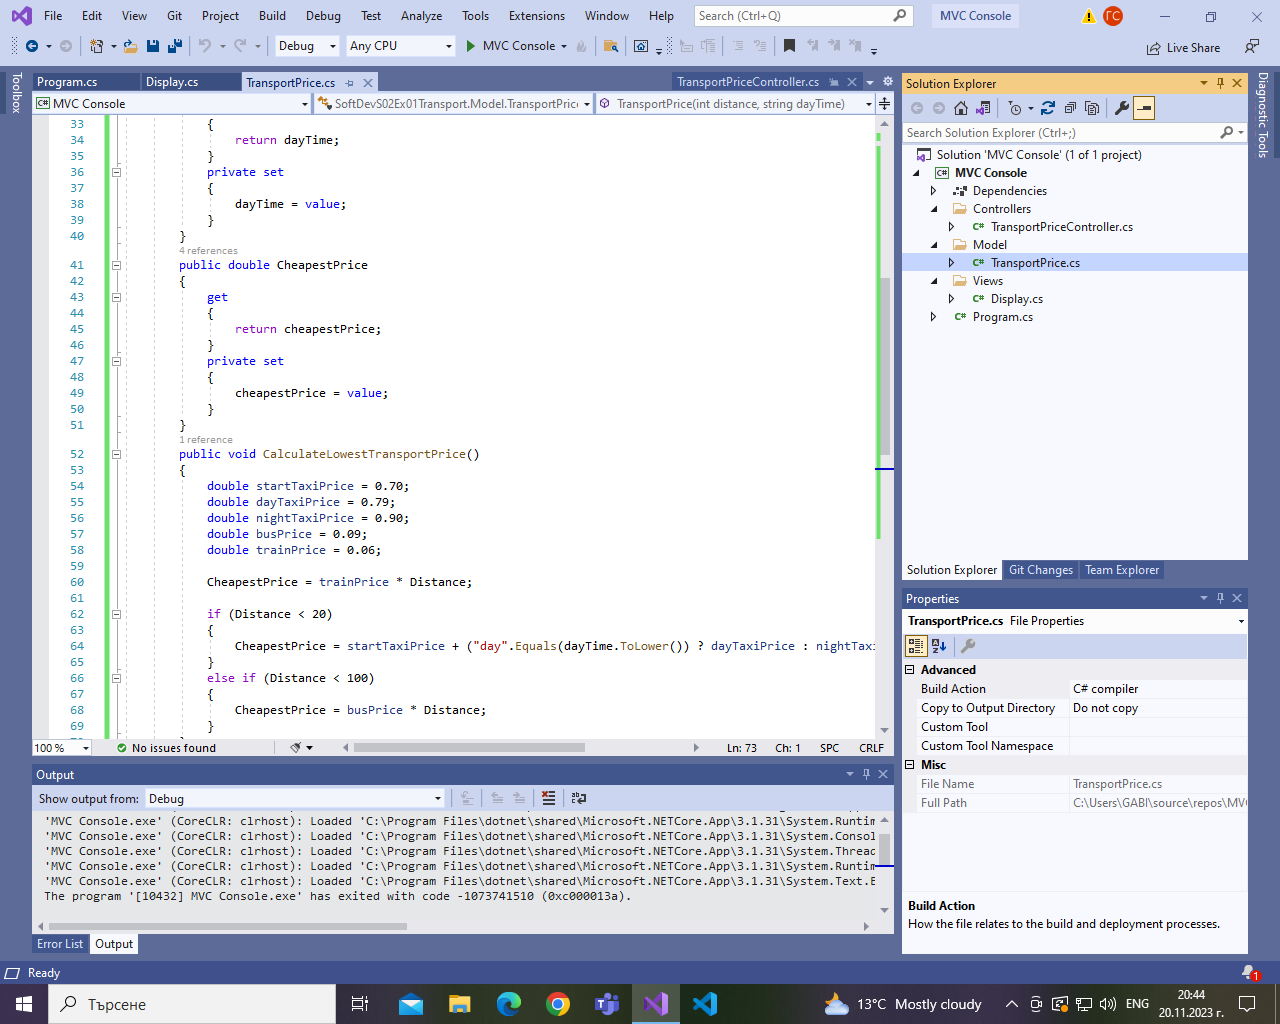 File Edit View Git Project Build Debug Test Analyze Tools Extensions Window Help Search (Ctrl+Q) MVC Console ГС
Debug Any CPU MVC Console Live Share
Toolbox
Program.cs Display.cs TransportPrice.cs TransportPriceController.cs
MVC Console SoftDevS02Ex01Transport.Model.TransportPric TransportPrice(int distance, string dayTime)
33 {
34 return dayTime;
35 }
36 private set
37 {
38 dayTime = value;
39 }
40 }
4 references
41 public double CheapestPrice
42 {
43 get
44 {
45 return cheapestPrice;
46 }
47 private set
48 {
49 cheapestPrice = value;
50 }
51 }
1 reference
52 public void CalculateLowestTransportPrice()
53 {
54 double startTaxiPrice = 0.70;
55 double dayTaxiPrice = 0.79;
56 double nightTaxiPrice = 0.90;
57 double busPrice = 0.09;
58 double trainPrice = 0.06;
59
60 CheapestPrice = trainPrice * Distance;
61
62 if (Distance < 20)
63 {
64 CheapestPrice = startTaxiPrice + ("day".Equals(dayTime.ToLower()) ? dayTaxiPrice : nightTaxi
65 }
66 else if (Distance < 100)
67 {
68 CheapestPrice = busPrice * Distance;
69 }
100 % No issues found Ln: 73 Ch: 1 SPC CRLF
Output
Show output from: Debug
'MVC Console.exe' (CoreCLR: clrhost): Loaded 'C:\Program Files\dotnet\shared\Microsoft.NETCore.App\3.1.31\System.Runtim
'MVC Console.exe' (CoreCLR: clrhost): Loaded 'C:\Program Files\dotnet\shared\Microsoft.NETCore.App\3.1.31\System.Consol
'MVC Console.exe' (CoreCLR: clrhost): Loaded 'C:\Program Files\dotnet\shared\Microsoft.NETCore.App\3.1.31\System.Thread
'MVC Console.exe' (CoreCLR: clrhost): Loaded 'C:\Program Files\dotnet\shared\Microsoft.NETCore.App\3.1.31\System.Runtim
'MVC Console.exe' (CoreCLR: clrhost): Loaded 'C:\Program Files\dotnet\shared\Microsoft.NETCore.App\3.1.31\System.Text.E
The program '[10432] MVC Console.exe' has exited with code -1073741510 (0xc000013a).
Error List Output
Solution Explorer
Search Solution Explorer (Ctrl+;)
Solution 'MVC Console' (1 of 1 project)
C# MVC Console
Dependencies
Controllers
C# TransportPriceController.cs
Model
C# TransportPrice.cs
Views
C# Display.cs
C# Program.cs
Solution Explorer Git Changes Team Explorer
Properties
TransportPrice.cs File Properties
Advanced
Build Action C# compiler
Copy to Output Directory Do not copy
Custom Tool
Custom Tool Namespace
Misc
File Name TransportPrice.cs
Full Path C:\Users\GABI\source\repos\MV
Build Action
How the file relates to the build and deployment processes.
Diagnostic Tools
Ready 1
Търсене 13°C Mostly cloudy ENG 20:44
20.11.2023 г.